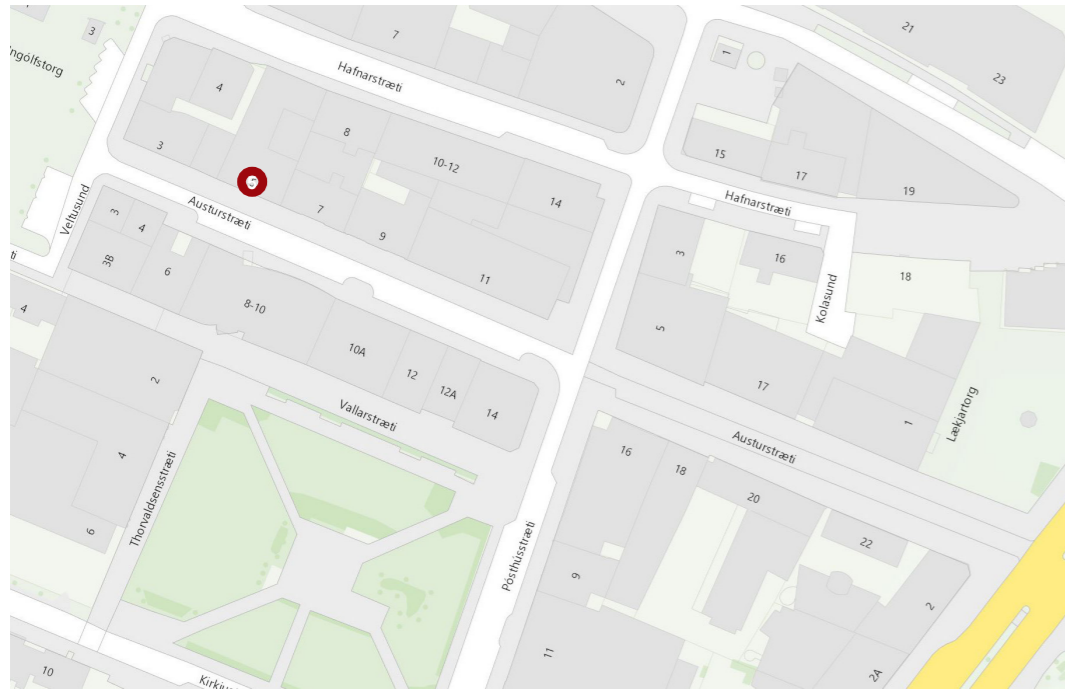 7
21
3
Ingólfstorg
Hafnarstræti
1
23
4
2
8
10-12
15
3
17
14
19
Veltusund
Austurstræti
7
Hafnarstræti
3
4
9
3
16
3B
6
11
18
8-10
Kolasund
4
5
10A
2
12
17
12A
Vallarstræti
14
1
Lækjartorg
16
18
Austurstræti
4
20
Thorvaldsensstræti
6
22
Pósthússtræti
9
2
11
10
2A